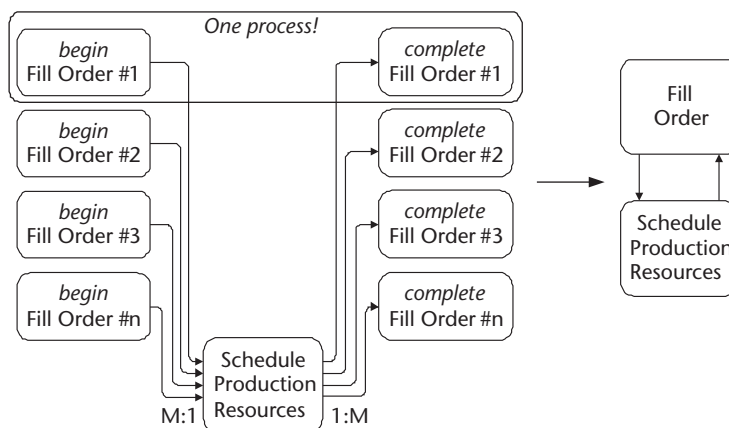 One process!
begin
Fill Order #1
complete
Fill Order #1
begin
Fill Order #2
complete
Fill Order #2
begin
Fill Order #3
complete
Fill Order #3
begin
Fill Order #n
complete
Fill Order #n
Schedule
Production
Resources
M:1
1:M
Fill
Order
Schedule
Production
Resources